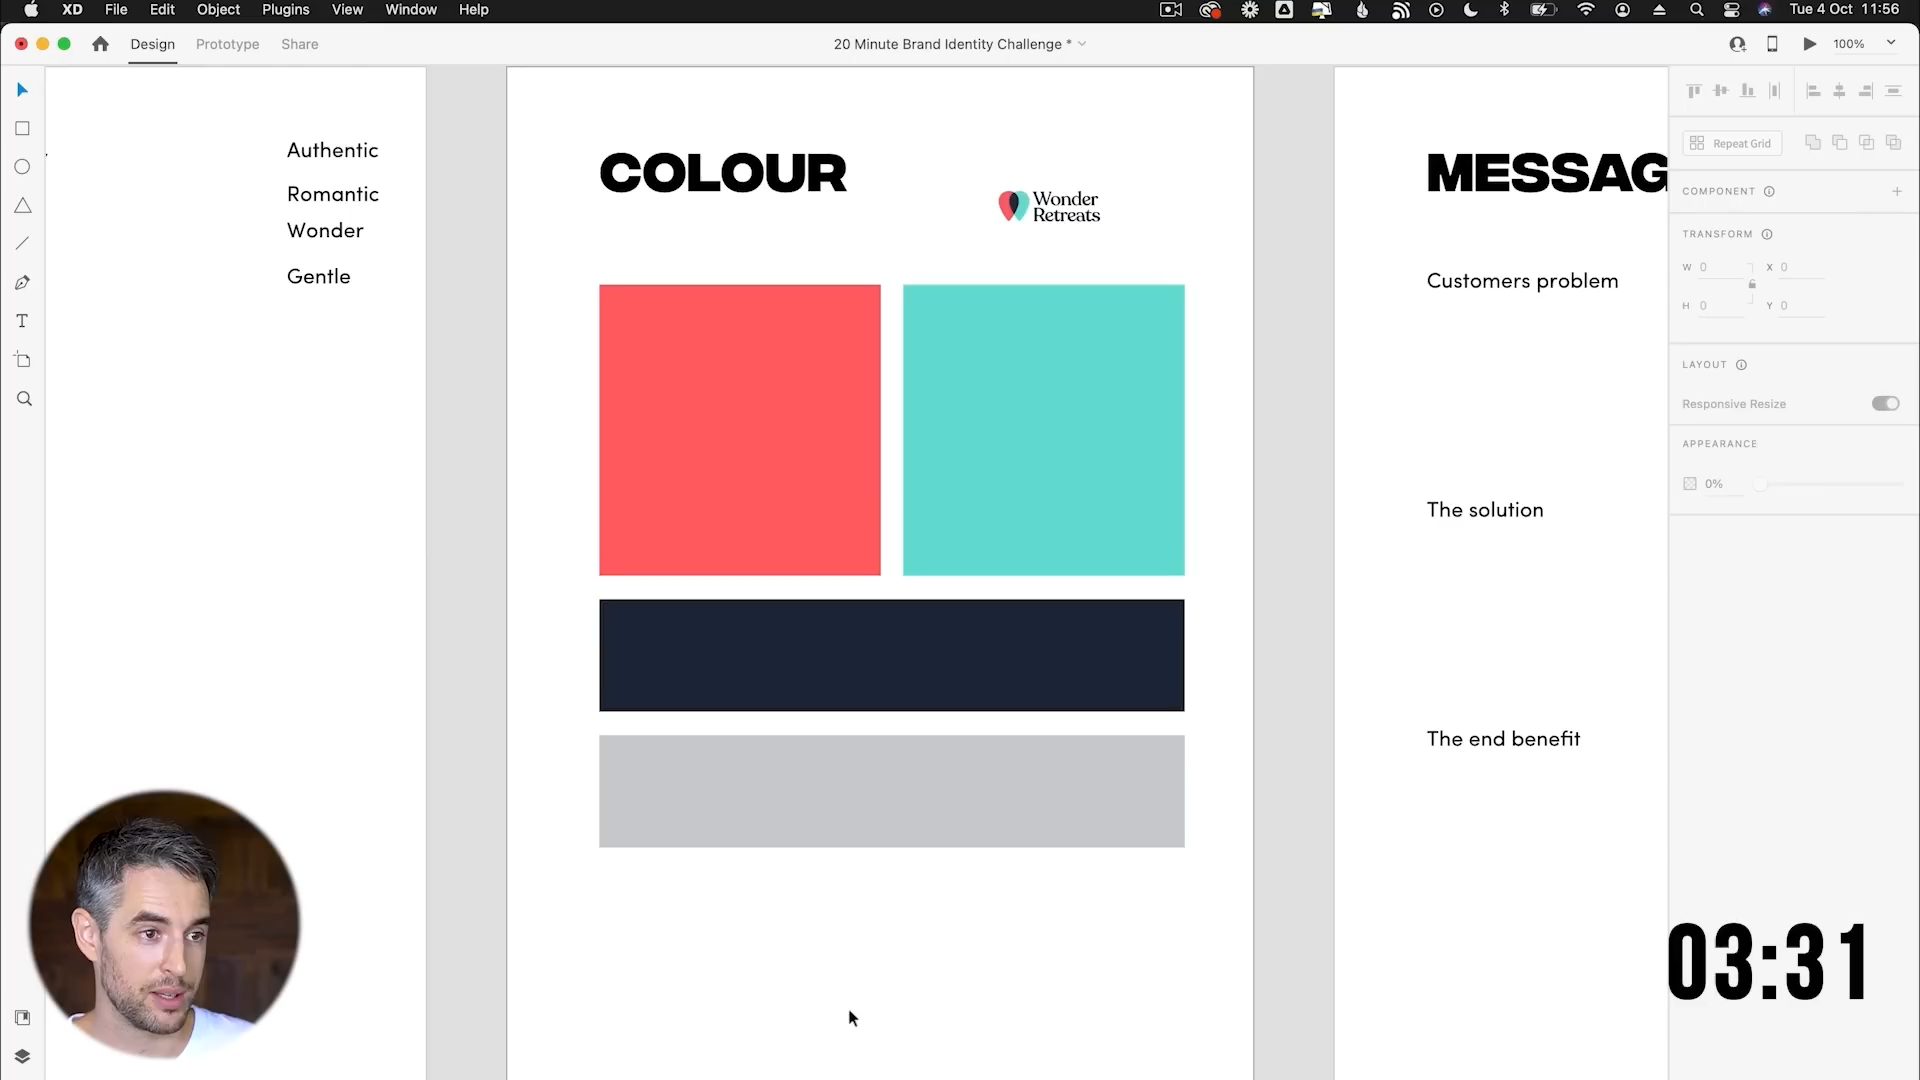 XD File Edit Object Plugins View Window Help
Tue 4 Oct 11:56
Design Prototype Share
20 Minute Brand Identity Challenge *
100%
Authentic
Romantic
Wonder
Gentle
COLOUR
Wonder
Retreats
MESSAG
Customers problem
The solution
The end benefit
Repeat Grid
COMPONENT
TRANSFORM
W 0 X 0
H 0 Y 0
LAYOUT
Responsive Resize
APPEARANCE
0%
03:31